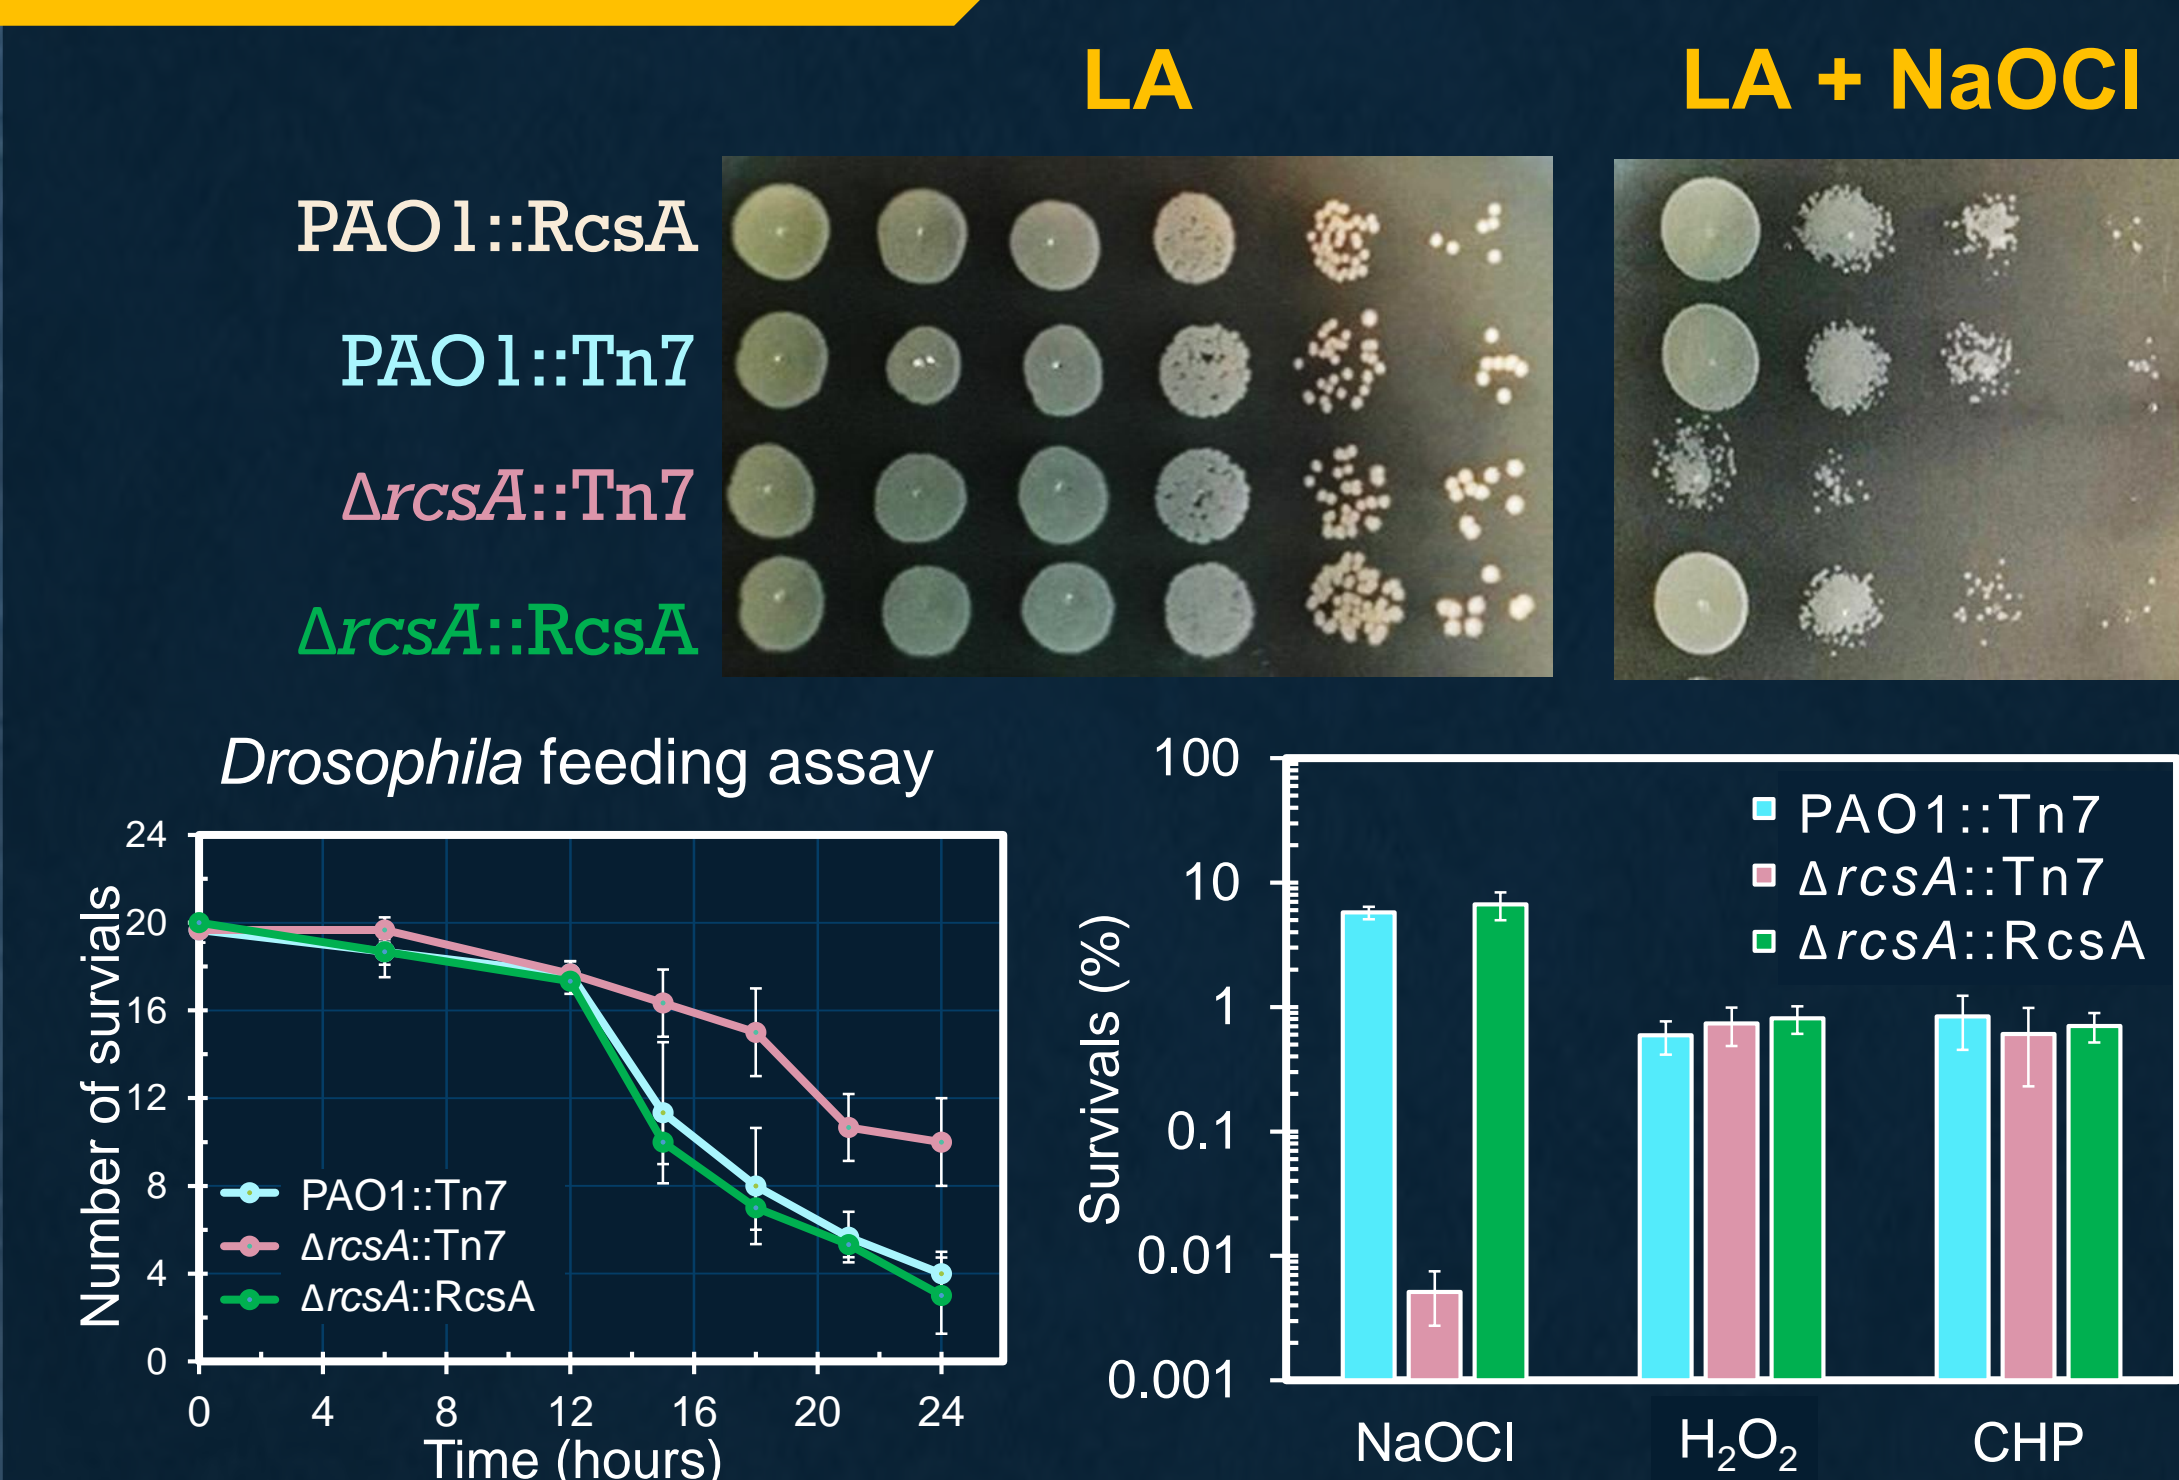 LA
LA + NaOCl
PAO1::RcsA
PAO1::Tn7
ΔrcsA::Tn7
ΔrcsA::RcsA
Drosophila feeding assay
Number of survials
24
20
16
12
8
4
0
PAO1::Tn7
ΔrcsA::Tn7
ΔrcsA::RcsA
0 4 8 12 16 20 24
Time (hours)
Survivals (%)
100
10
1
0.1
0.01
0.001
PAO1::Tn7
ΔrcsA::Tn7
ΔrcsA::RcsA
NaOCl H₂O₂ CHP